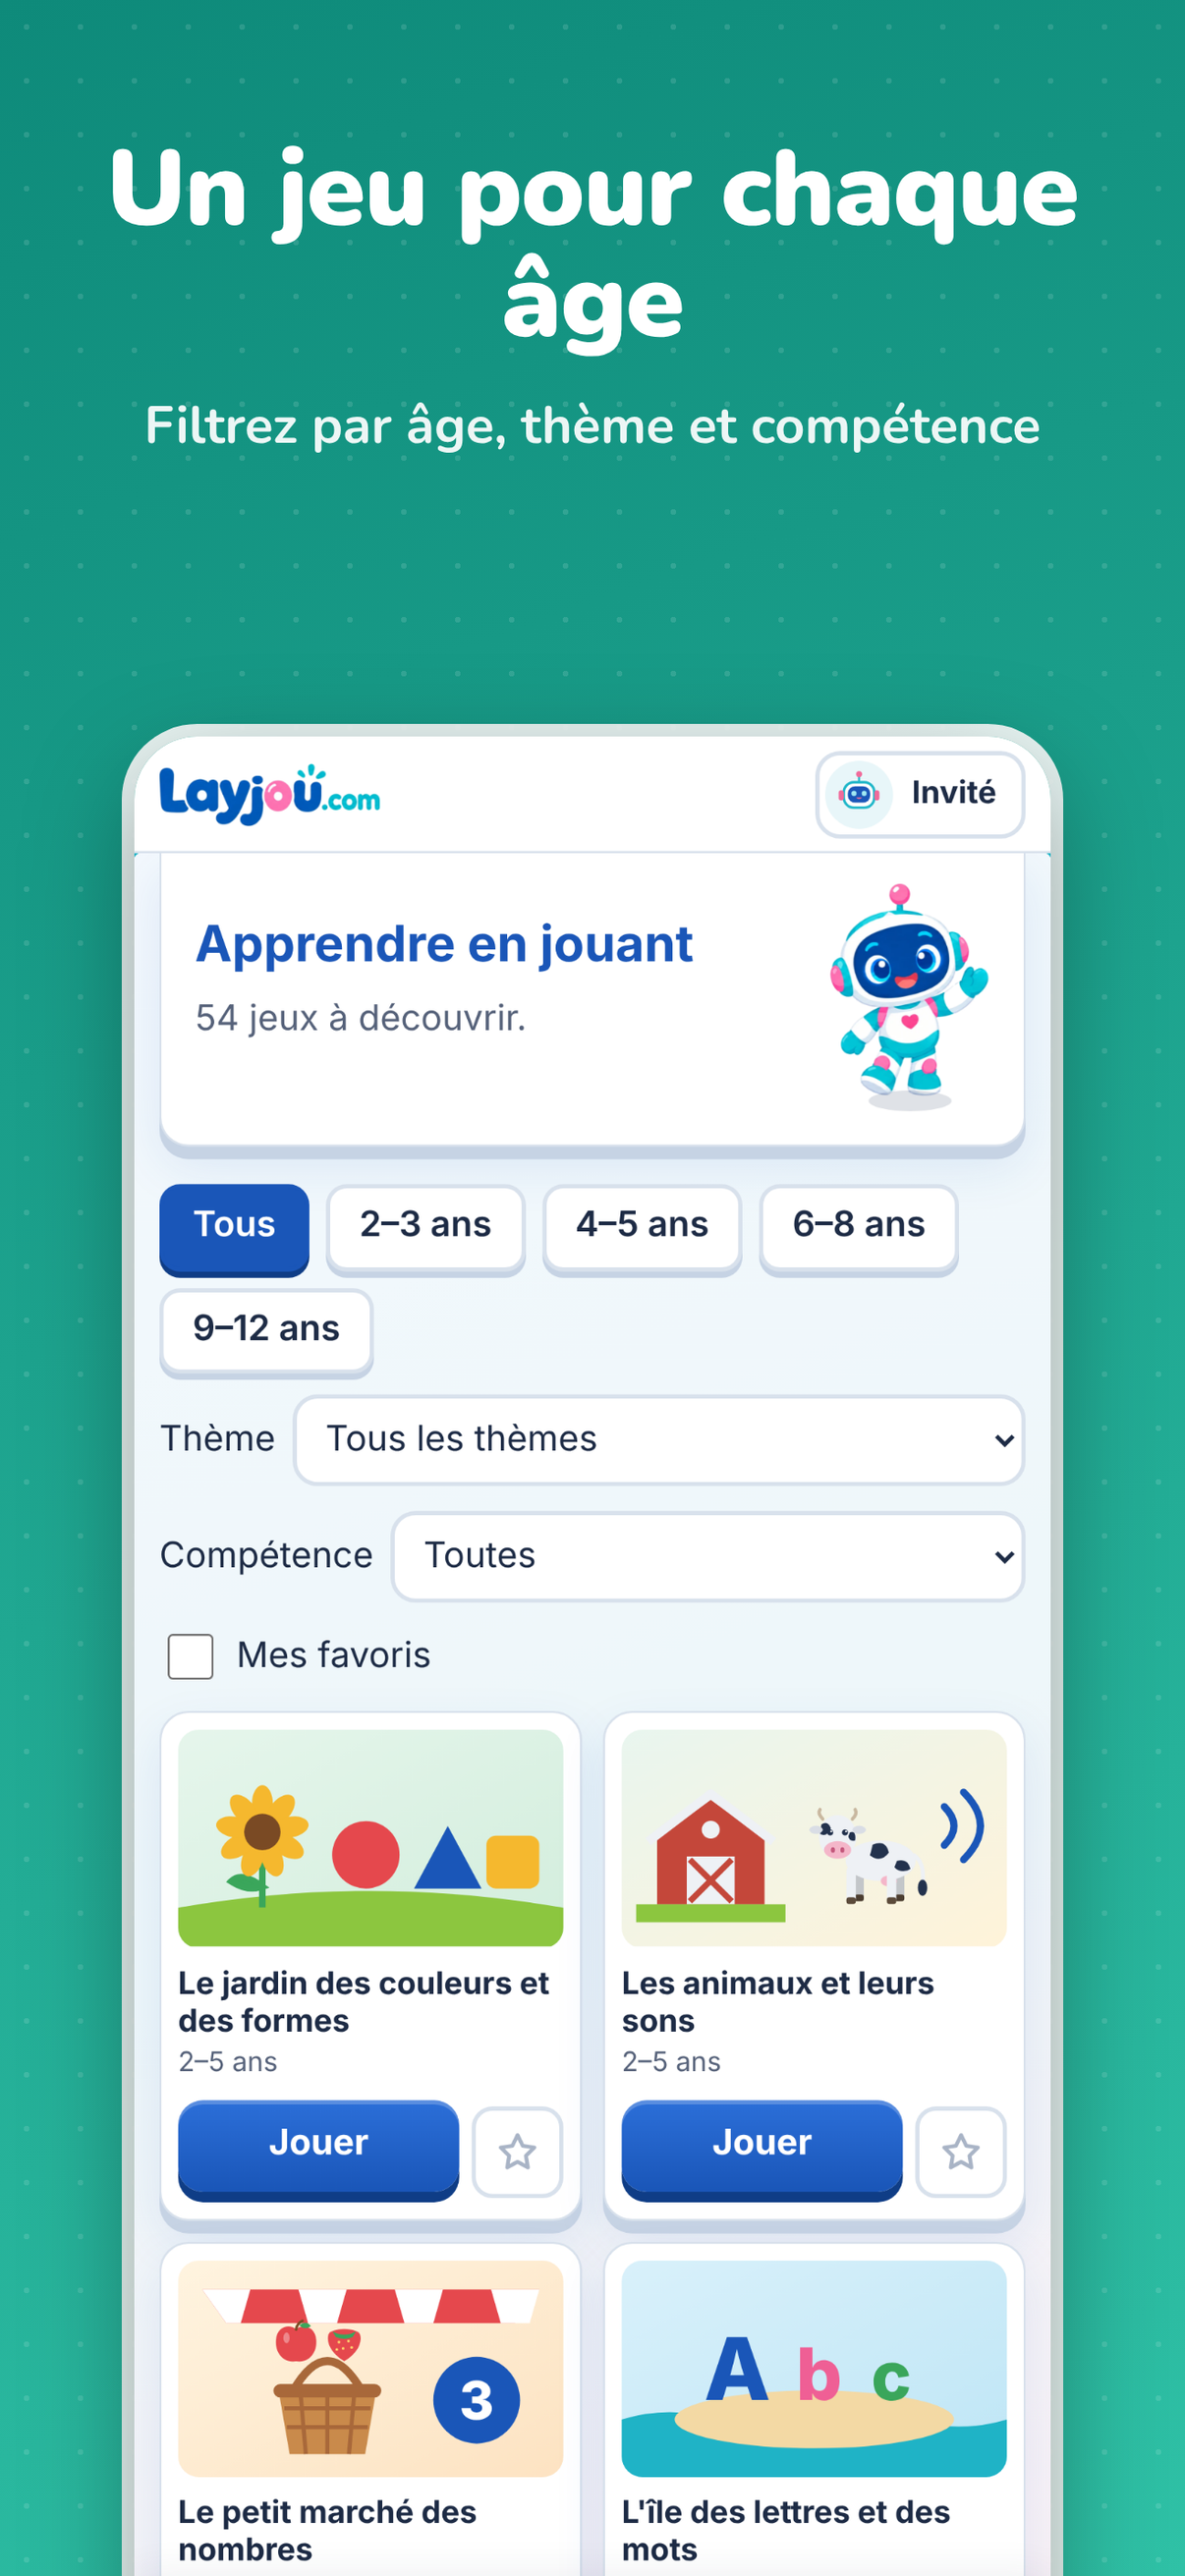 Un jeu pour chaque
âge
Filtrez par âge, thème et compétence
Layjoù.com
Invité
Apprendre en jouant
54 jeux à découvrir.
Tous
2–3 ans
4–5 ans
6–8 ans
9–12 ans
Thème
Tous les thèmes
Compétence
Toutes
Mes favoris
Le jardin des couleurs et
des formes
2–5 ans
Jouer
Les animaux et leurs
sons
2–5 ans
Jouer
3
Le petit marché des
nombres
A b c
L'île des lettres et des
mots